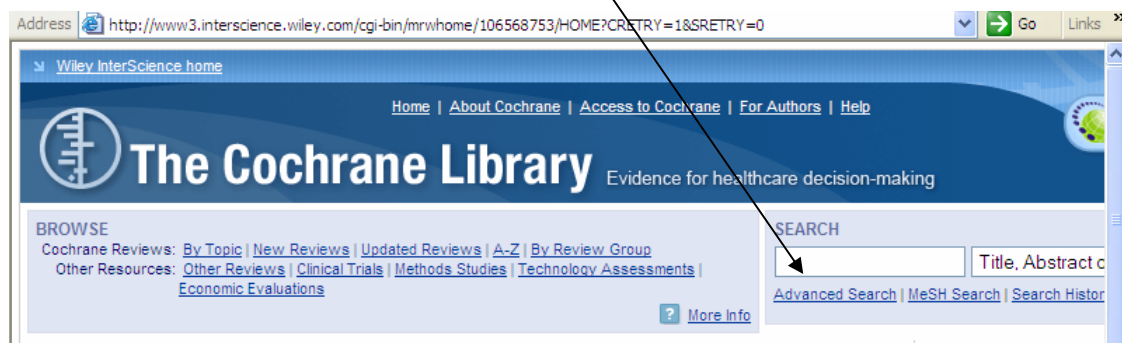 Address http://www3.interscience.wiley.com/cgi-bin/mrwhome/106568753/HOME?CRETRY=1&SRETRY=0 Go Links »
Wiley InterScience home
Home | About Cochrane | Access to Cochrane | For Authors | Help
The Cochrane Library Evidence for healthcare decision-making
BROWSE
Cochrane Reviews: By Topic | New Reviews | Updated Reviews | A-Z | By Review Group
Other Resources: Other Reviews | Clinical Trials | Methods Studies | Technology Assessments |
Economic Evaluations
? More Info
SEARCH
Title, Abstract o
Advanced Search | MeSH Search | Search Histor